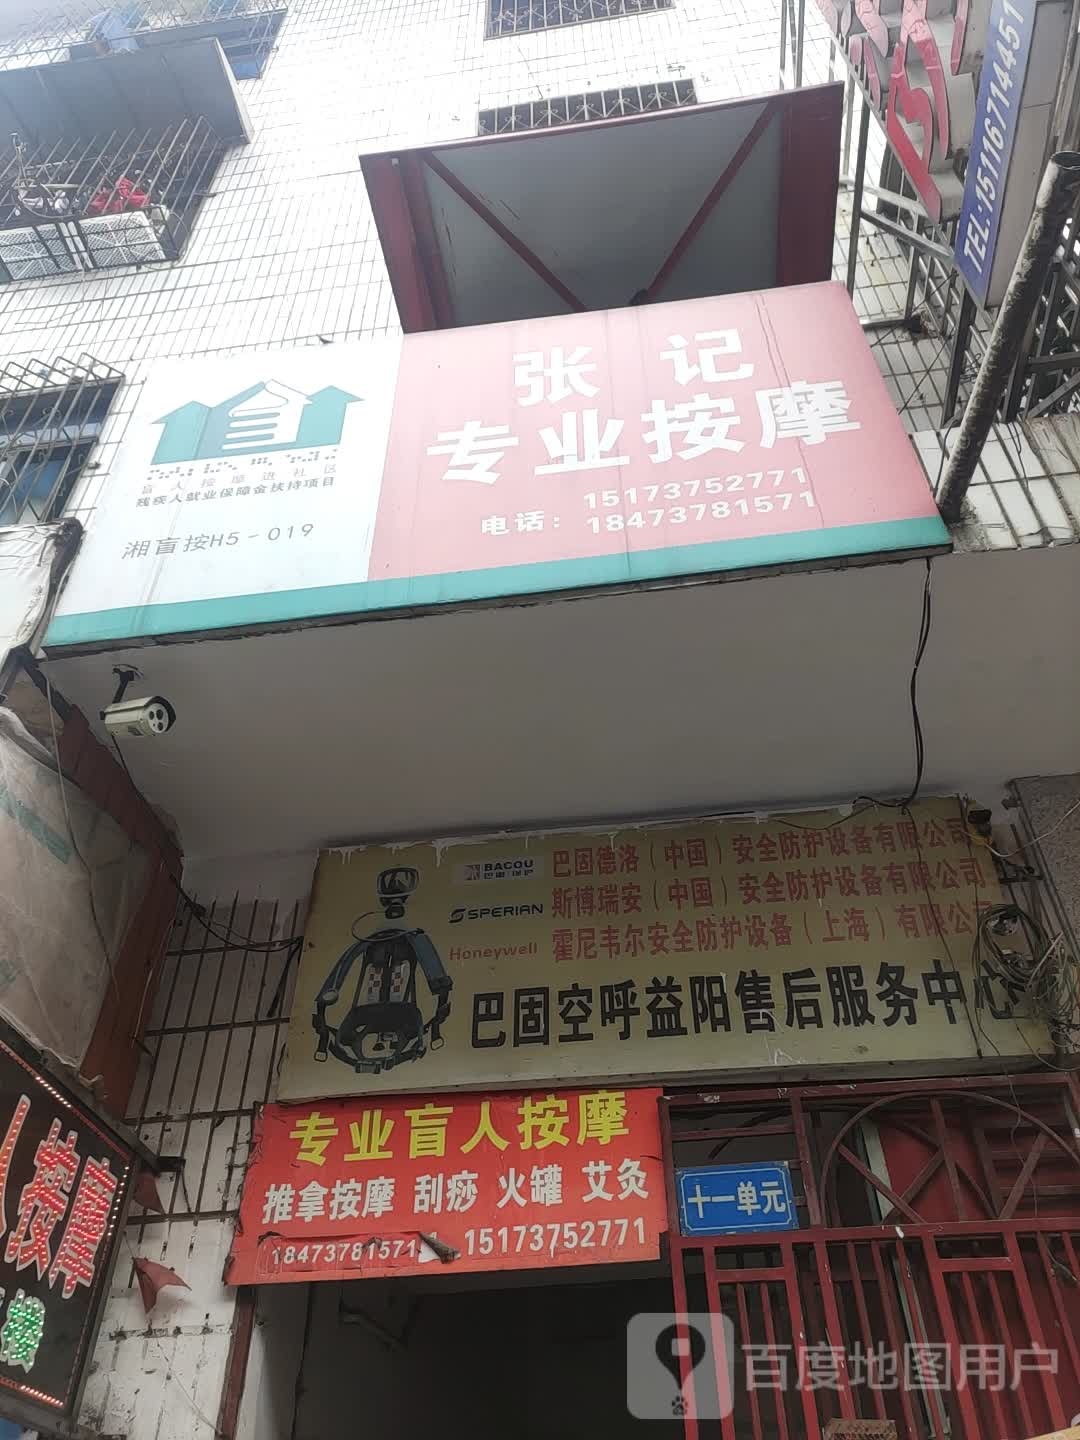 TEL:15116714451
张记
专业按摩
电话：
15173752771
18473781571
盲人按摩进社区
残疾人就业保障金扶持项目
湘盲按H5-019
BACOU
巴固·保护
巴固德洛（中国）安全防护设备有限公司
SPERIAN
斯博瑞安（中国）安全防护设备有限公司
Honeywell
霍尼韦尔安全防护设备（上海）有限公司
巴固空呼益阳售后服务中心
专业盲人按摩
推拿按摩 刮痧 火罐 艾灸
18473781571 15173752771
十一单元
人按摩
楼
百度地图用户